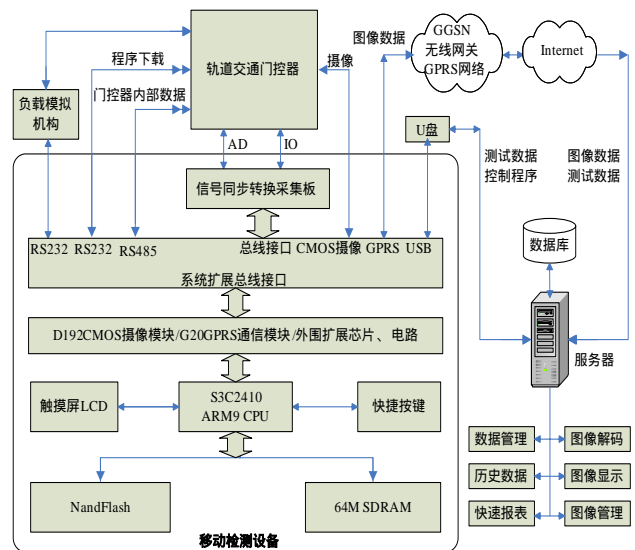 GGSN
无线网关
GPRS网络
Internet
图像数据
程序下载
轨道交通门控器
摄像
门控器内部数据
负载模拟
机构
U盘
AD
IO
测试数据
控制程序
图像数据
测试数据
信号同步转换采集板
RS232 RS232 RS485
总线接口 CMOS摄像 GPRS USB
系统扩展总线接口
数据库
D192CMOS摄像模块/G20GPRS通信模块/外围扩展芯片、电路
服务器
触摸屏LCD
S3C2410
ARM9 CPU
快捷按键
数据管理
图像解码
历史数据
图像显示
快速报表
图像管理
NandFlash
64M SDRAM
移动检测设备